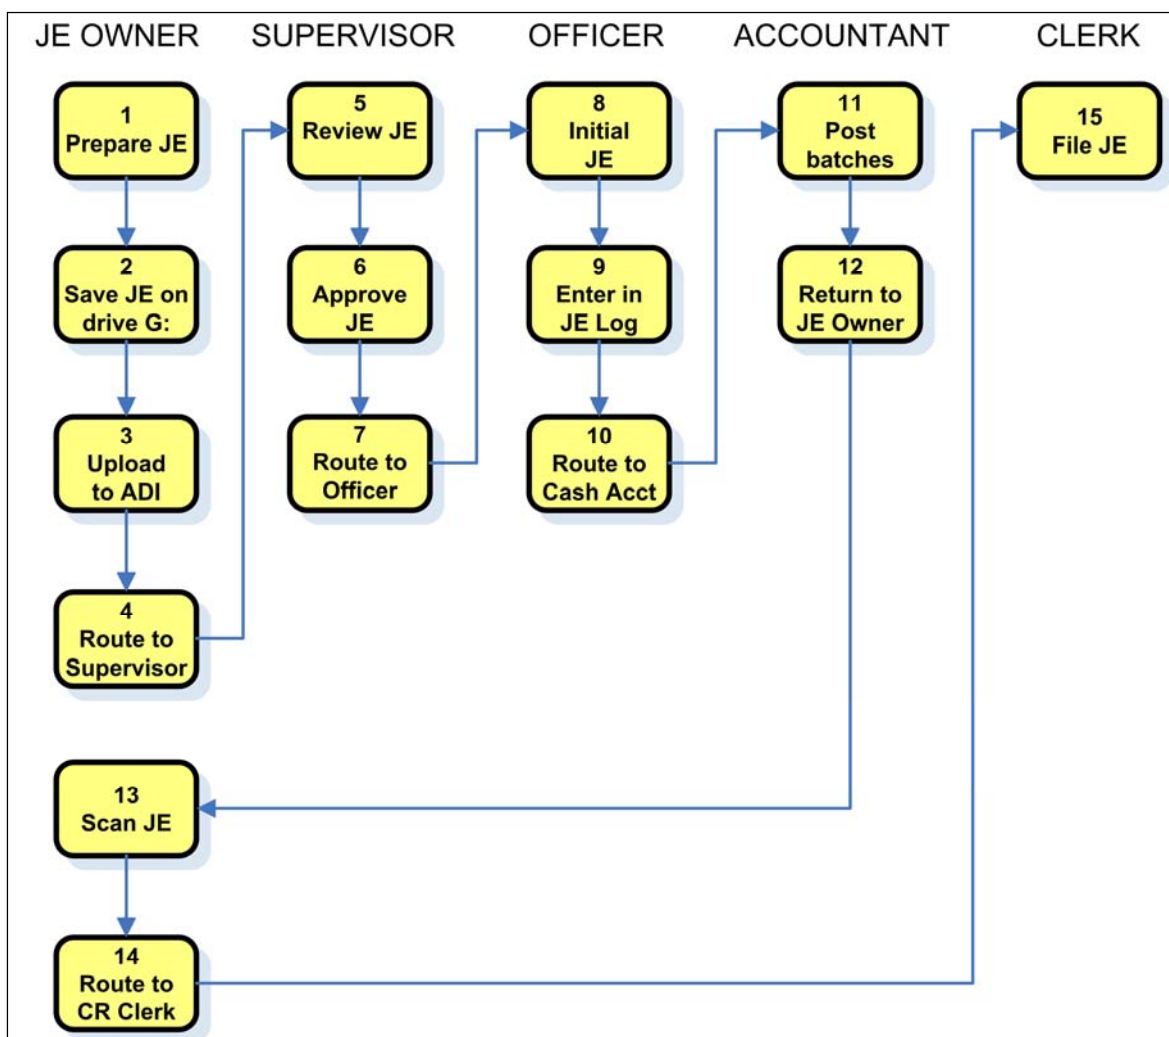 JE OWNER
SUPERVISOR
OFFICER
ACCOUNTANT
CLERK
1
Prepare JE
2
Save JE on
drive G:
3
Upload
to ADI
4
Route to
Supervisor
5
Review JE
6
Approve
JE
7
Route to
Officer
8
Initial
JE
9
Enter in
JE Log
10
Route to
Cash Acct
11
Post
batches
12
Return to
JE Owner
13
Scan JE
14
Route to
CR Clerk
15
File JE